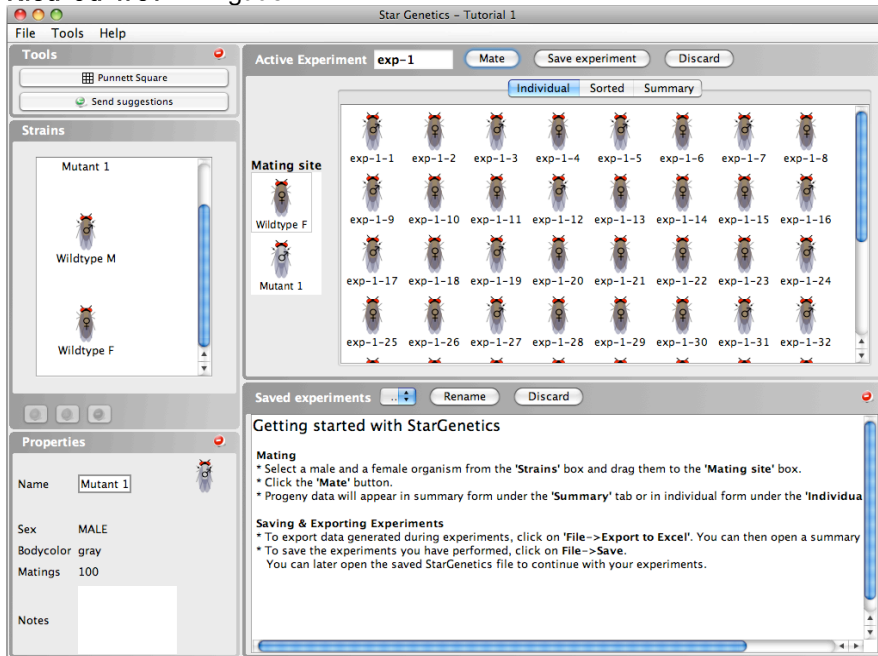 Star Genetics – Tutorial 1
File Tools Help
Tools
Punnett Square
Send suggestions
Strains
Mutant 1
Wildtype M
Wildtype F
Properties
Name Mutant 1
Sex MALE
Bodycolor gray
Matings 100
Notes
Active Experiment exp-1 Mate Save experiment Discard
Individual Sorted Summary
Mating site
Wildtype F
Mutant 1
exp-1-1 exp-1-2 exp-1-3 exp-1-4 exp-1-5 exp-1-6 exp-1-7 exp-1-8
exp-1-9 exp-1-10 exp-1-11 exp-1-12 exp-1-13 exp-1-14 exp-1-15 exp-1-16
exp-1-17 exp-1-18 exp-1-19 exp-1-20 exp-1-21 exp-1-22 exp-1-23 exp-1-24
exp-1-25 exp-1-26 exp-1-27 exp-1-28 exp-1-29 exp-1-30 exp-1-31 exp-1-32
Saved experiments .. Rename Discard
Getting started with StarGenetics
Mating
* Select a male and a female organism from the 'Strains' box and drag them to the 'Mating site' box.
* Click the 'Mate' button.
* Progeny data will appear in summary form under the 'Summary' tab or in individual form under the 'Individua
Saving & Exporting Experiments
* To export data generated during experiments, click on 'File->Export to Excel'. You can then open a summary
* To save the experiments you have performed, click on File->Save.
You can later open the saved StarGenetics file to continue with your experiments.